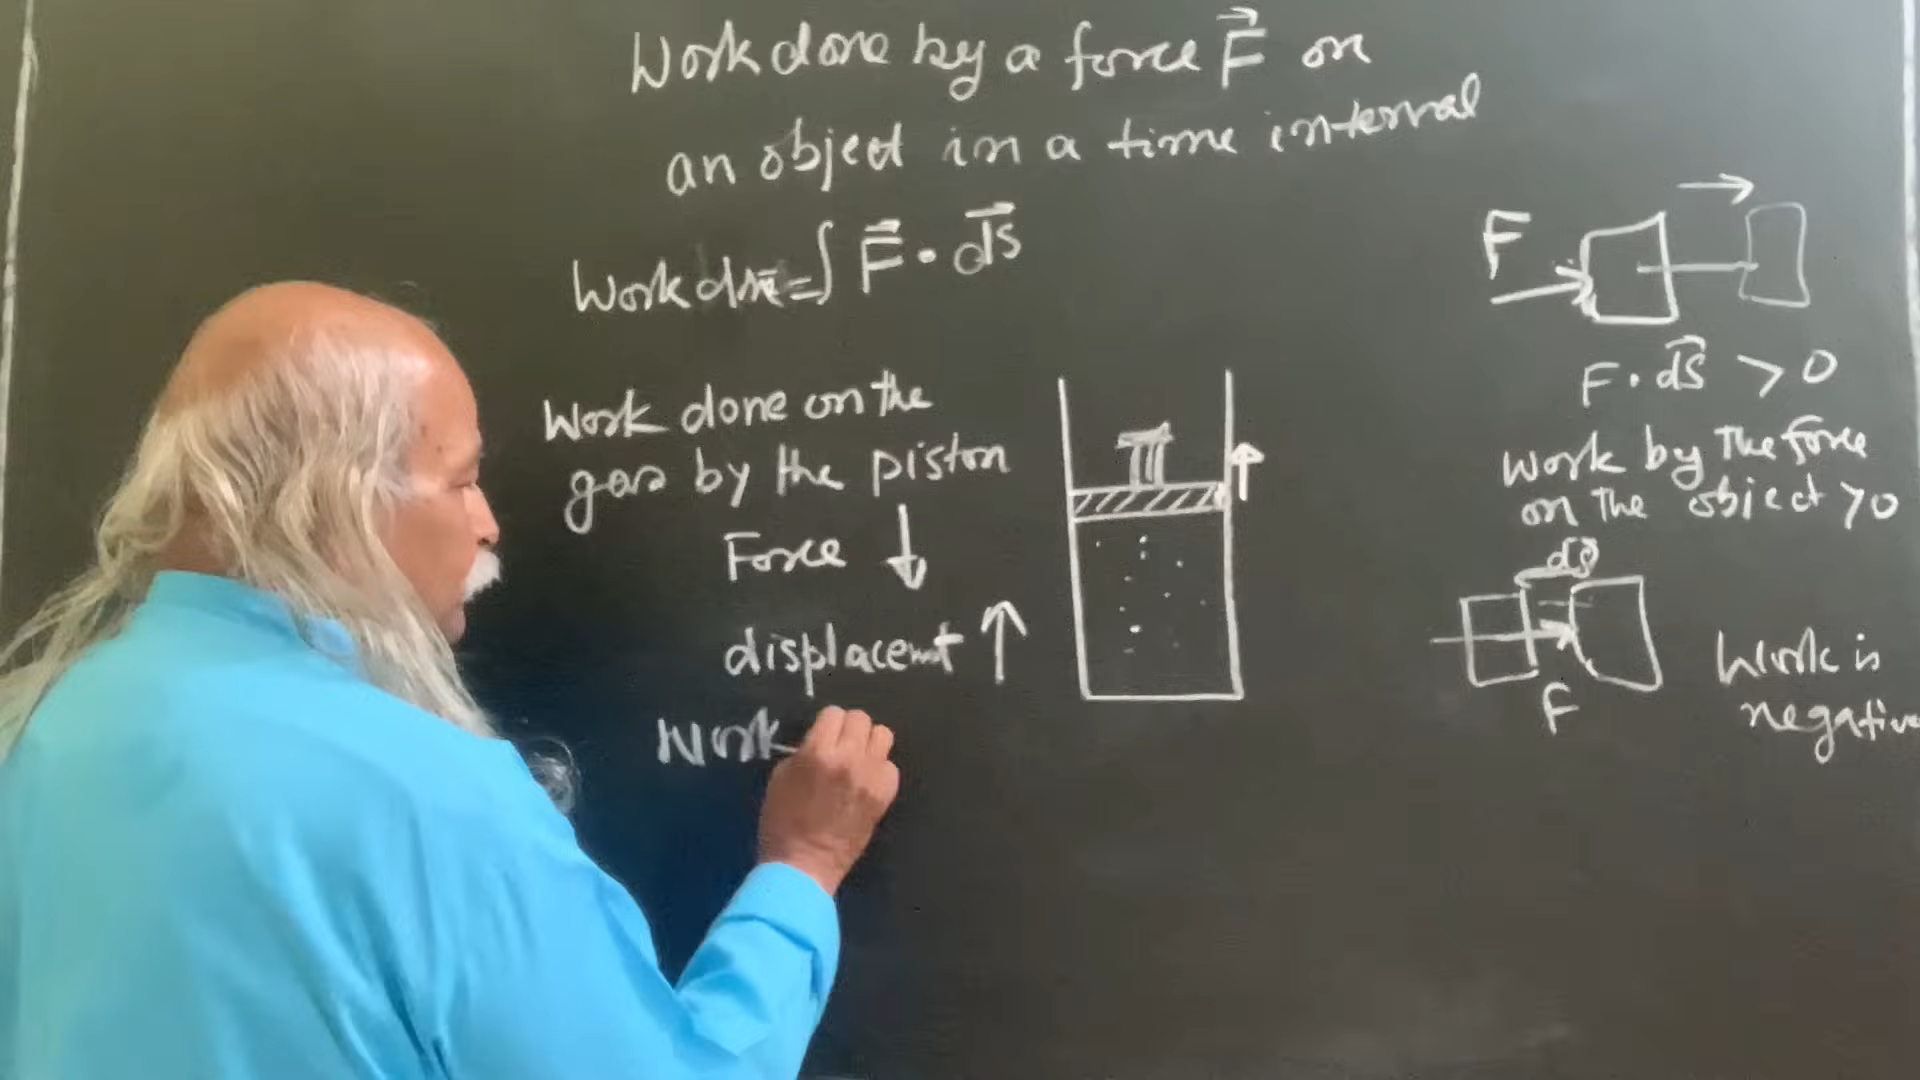 Work done by a force F on
an object in a time interval
Work done = ∫ F · ds
Work done on the
gas by the piston
Force ↓
displacemt ↑
Work
F
F · ds > 0
Work by the force
on the object > 0
ds
F
Work is
negative